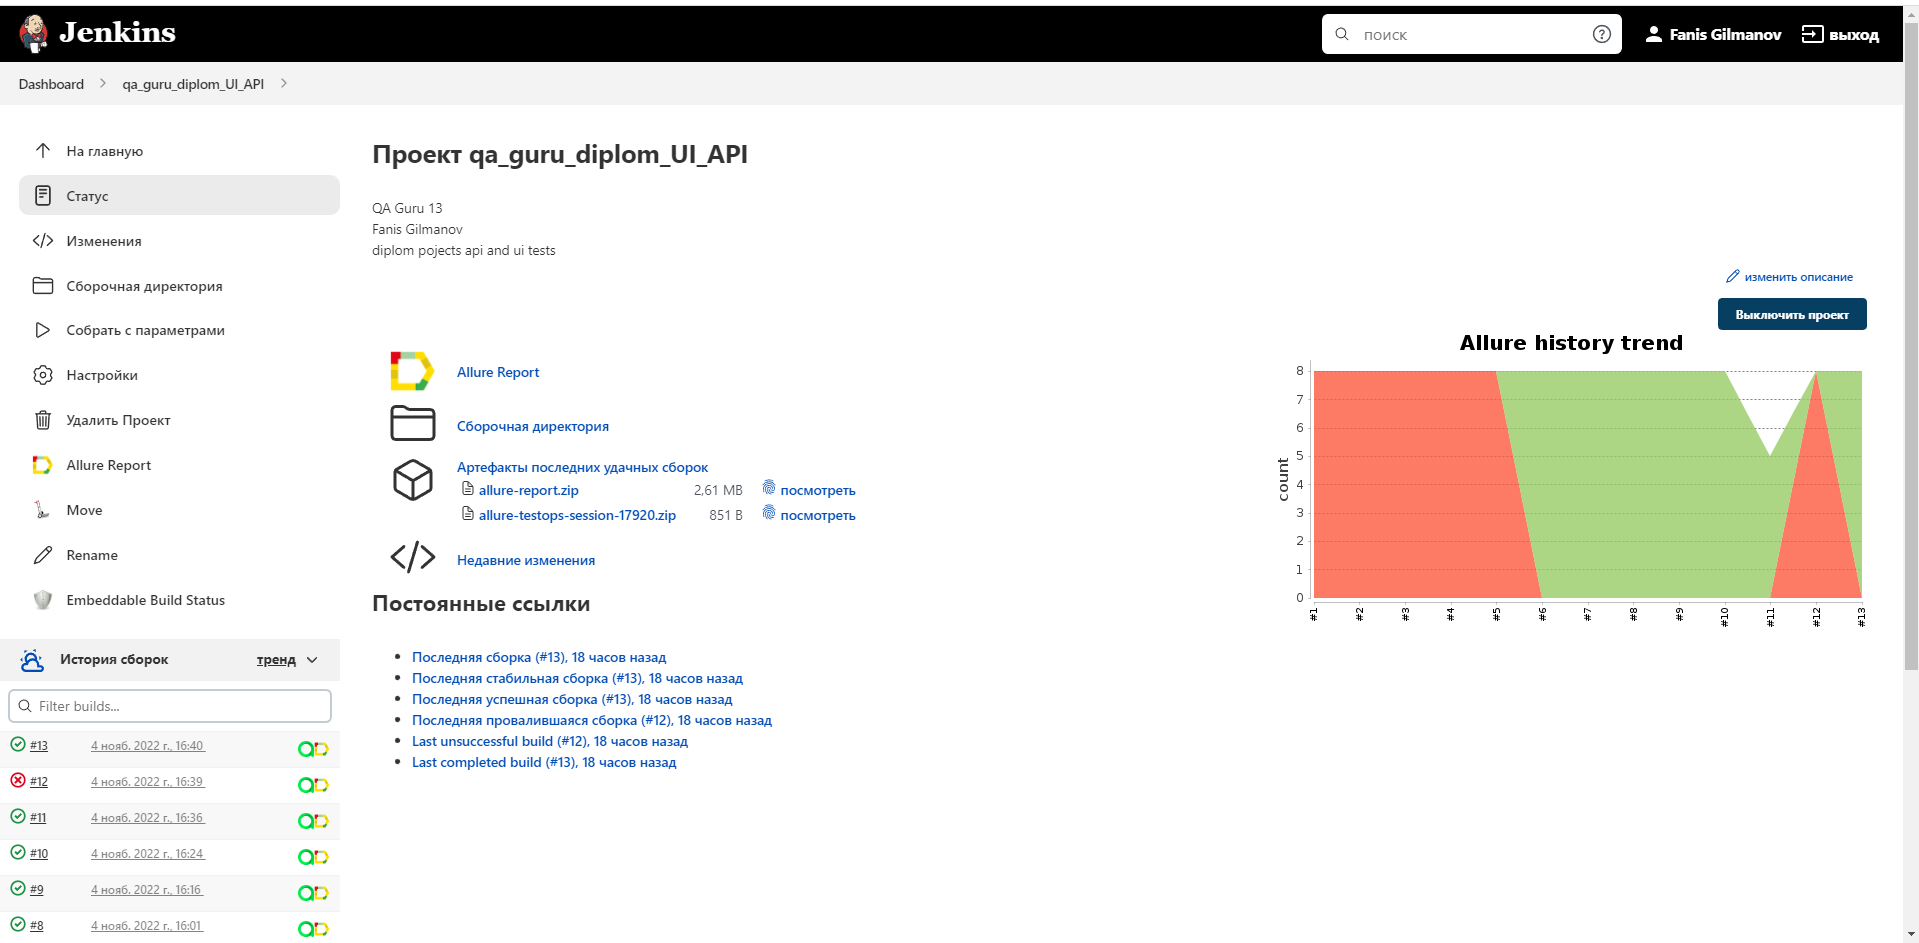 Jenkins
поиск
Fanis Gilmanov
выход
Dashboard
qa_guru_diplom_UI_API
На главную
Статус
Изменения
Сборочная директория
Собрать с параметрами
Настройки
Удалить Проект
Allure Report
Move
Rename
Embeddable Build Status
История сборок
тренд
Filter builds...
#13 4 нояб. 2022 г., 16:40
#12 4 нояб. 2022 г., 16:39
#11 4 нояб. 2022 г., 16:36
#10 4 нояб. 2022 г., 16:24
#9 4 нояб. 2022 г., 16:16
#8 4 нояб. 2022 г., 16:01
Проект qa_guru_diplom_UI_API
QA Guru 13
Fanis Gilmanov
diplom pojects api and ui tests
изменить описание
Выключить проект
Allure Report
Сборочная директория
Артефакты последних удачных сборок
allure-report.zip 2,61 MB посмотреть
allure-testops-session-17920.zip 851 B посмотреть
Недавние изменения
Постоянные ссылки
Последняя сборка (#13), 18 часов назад
Последняя стабильная сборка (#13), 18 часов назад
Последняя успешная сборка (#13), 18 часов назад
Последняя провалившаяся сборка (#12), 18 часов назад
Last unsuccessful build (#12), 18 часов назад
Last completed build (#13), 18 часов назад
Allure history trend
count
8
7
6
5
4
3
2
1
0
#1 #2 #3 #4 #5 #6 #7 #8 #9 #10 #11 #12 #13